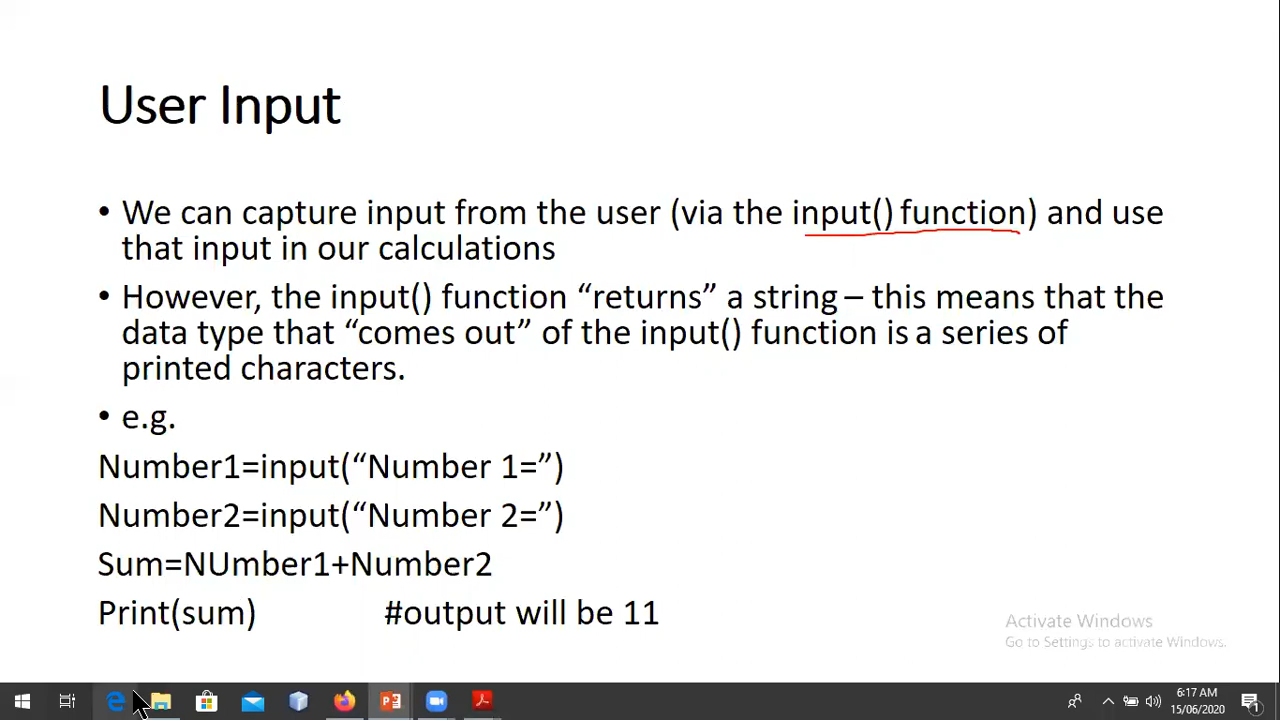 User Input
• We can capture input from the user (via the input() function) and use
that input in our calculations
• However, the input() function “returns” a string – this means that the
data type that “comes out” of the input() function is a series of
printed characters.
• e.g.
Number1=input(“Number 1=”)
Number2=input(“Number 2=”)
Sum=NUmber1+Number2
Print(sum) #output will be 11
Activate Windows
Go to Settings to activate Windows.
6:17 AM
15/06/2020